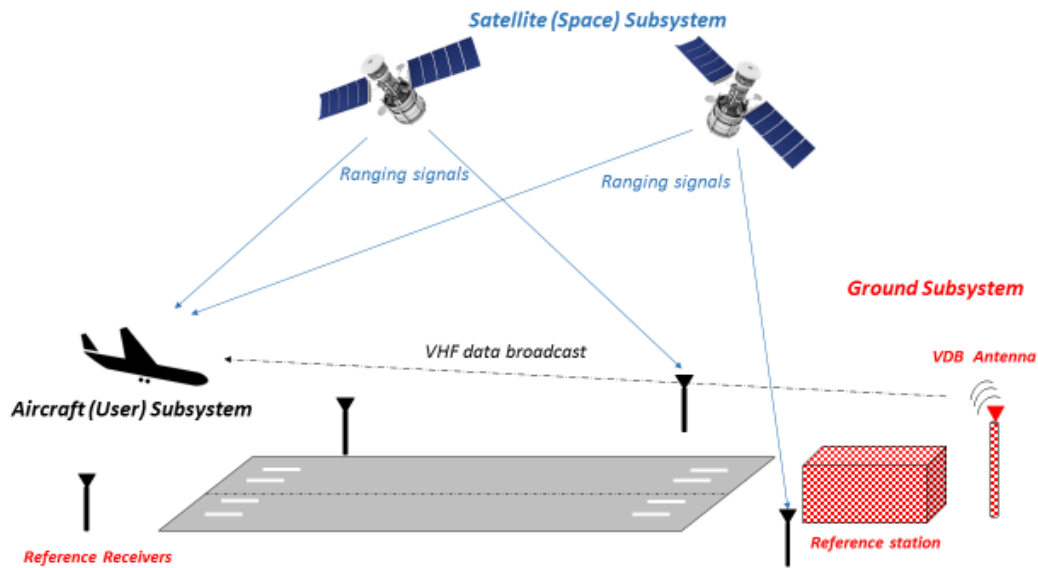 Satellite (Space) Subsystem
Ranging signals
Ranging signals
Ground Subsystem
VHF data broadcast
VDB Antenna
Aircraft (User) Subsystem
Reference Receivers
Reference station